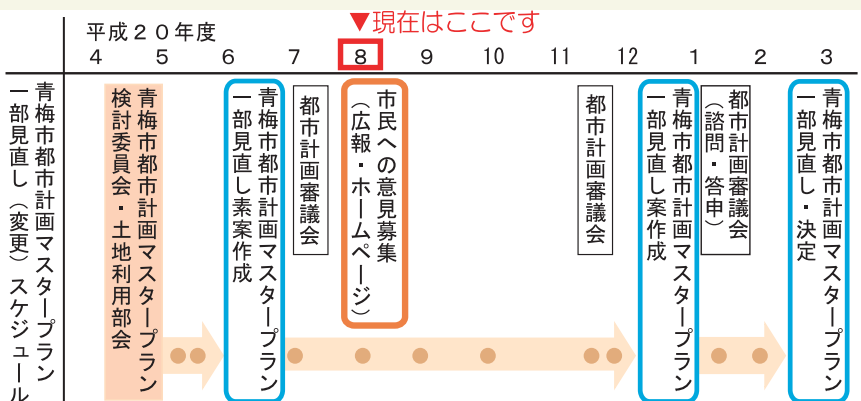 ▼現在はここです
平成２０年度
4 5 6 7 8 9 10 11 12 1 2 3
青梅市都市計画マスタープラン
一部見直し（変更）スケジュール
青梅市都市計画マスタープラン
検討委員会・土地利用部会
青梅市都市計画マスタープラン
一部見直し素案作成
都市計画審議会
市民への意見募集
（広報・ホームページ）
都市計画審議会
青梅市都市計画マスタープラン
一部見直し案作成
都市計画審議会
（諮問・答申）
青梅市都市計画マスタープラン
一部見直し・決定